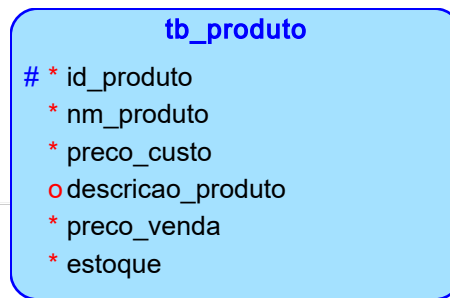 tb_produto
# * id_produto
* nm_produto
* preco_custo
o descricao_produto
* preco_venda
* estoque